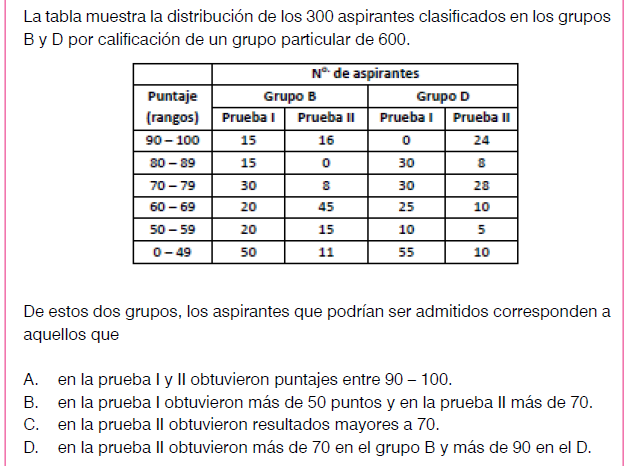 La tabla muestra la distribución de los 300 aspirantes clasificados en los grupos
B y D por calificación de un grupo particular de 600.
Nº· de aspirantes
Puntaje (rangos) Grupo B Grupo D
Prueba I Prueba II Prueba I Prueba II
90 – 100 15 16 0 24
80 – 89 15 0 30 8
70 – 79 30 8 30 28
60 – 69 20 45 25 10
50 – 59 20 15 10 5
0 – 49 50 11 55 10
De estos dos grupos, los aspirantes que podrían ser admitidos corresponden a
aquellos que
A. en la prueba I y II obtuvieron puntajes entre 90 – 100.
B. en la prueba I obtuvieron más de 50 puntos y en la prueba II más de 70.
C. en la prueba II obtuvieron resultados mayores a 70.
D. en la prueba II obtuvieron más de 70 en el grupo B y más de 90 en el D.